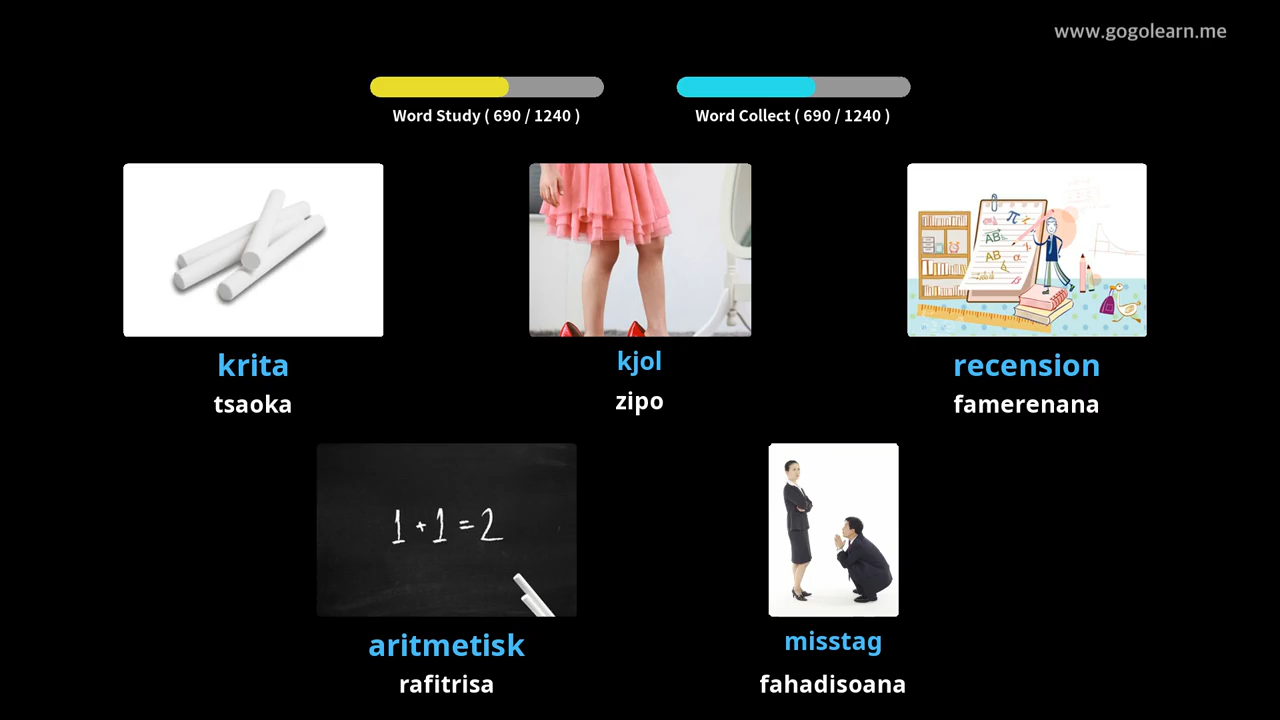 www.gogolearn.me
Word Study ( 690 / 1240 )
Word Collect ( 690 / 1240 )
krita
tsaoka
kjol
zipo
recension
famerenana
1 + 1 = 2
aritmetisk
rafitrisa
misstag
fahadisoana